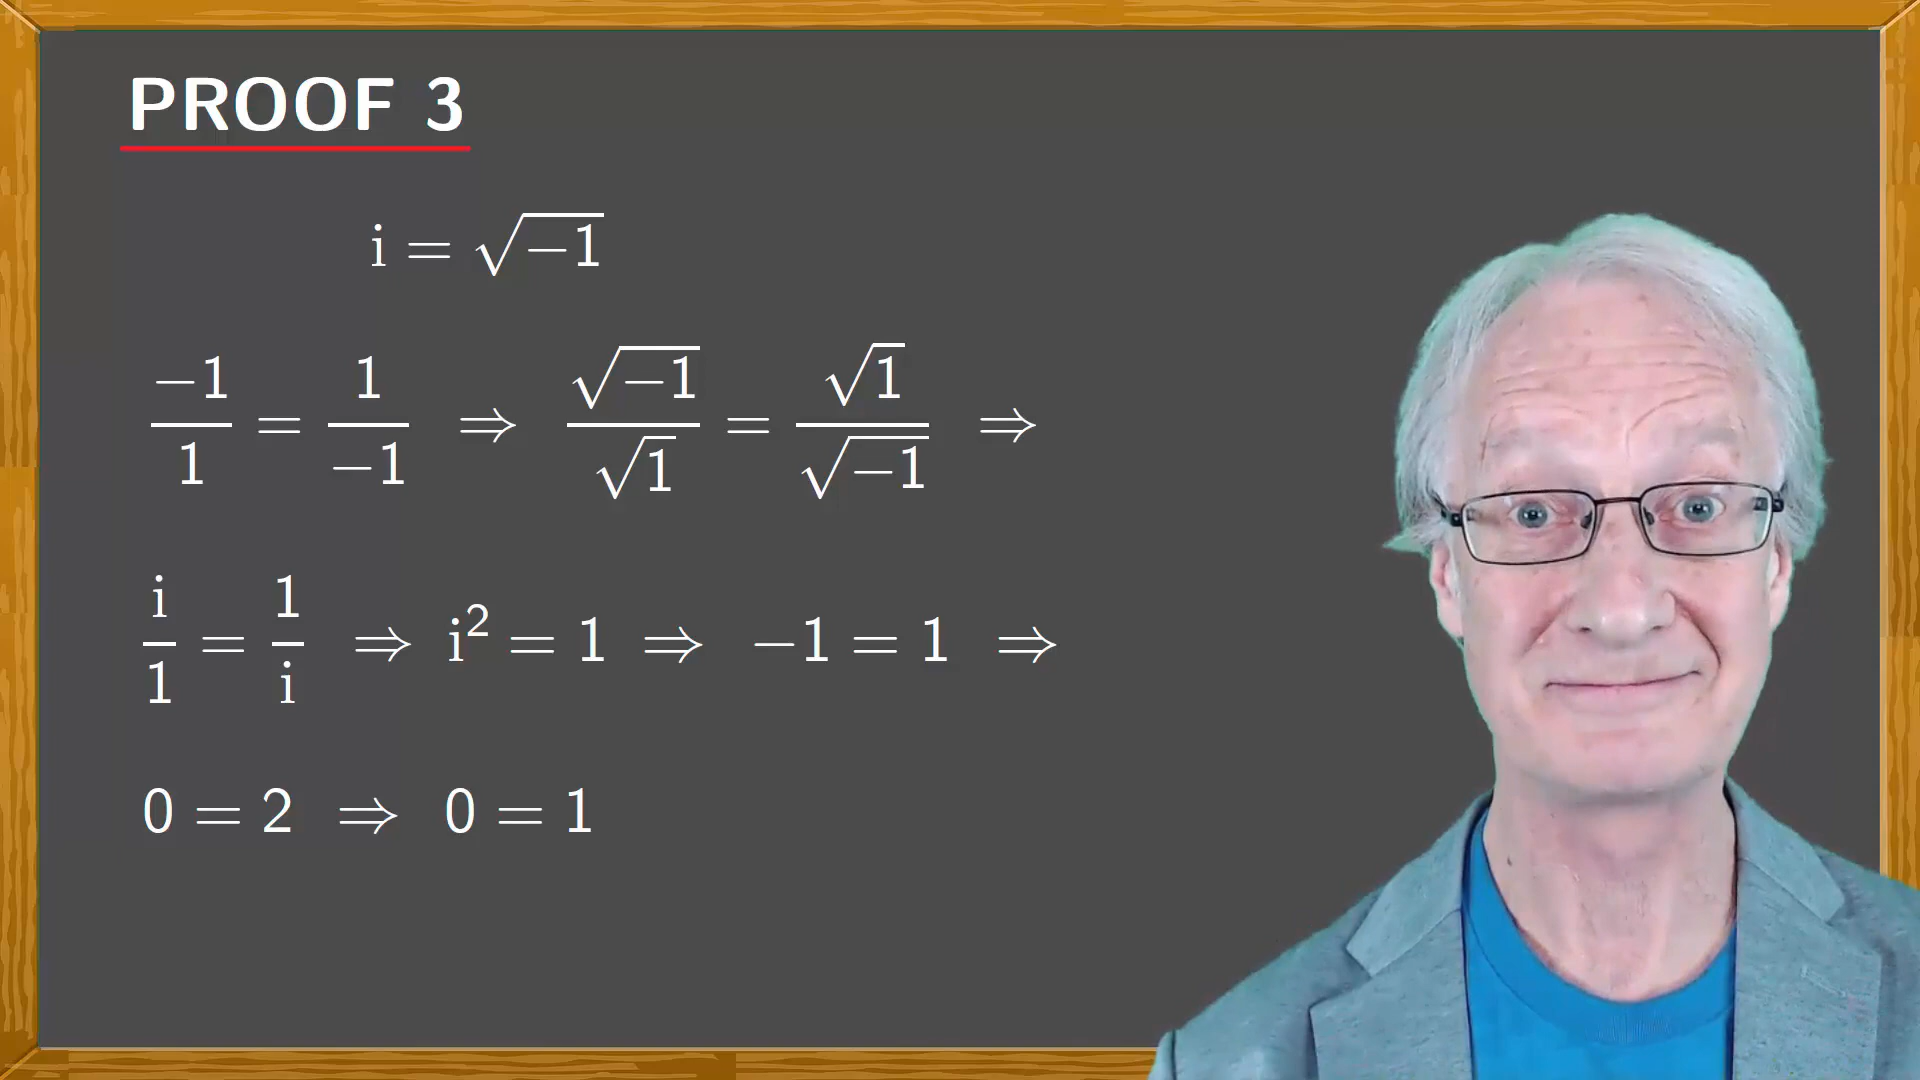 PROOF 3
i = √−1
−1/1 = 1/−1 ⇒ √−1/√1 = √1/√−1 ⇒
i/1 = 1/i ⇒ i² = 1 ⇒ −1 = 1 ⇒
0 = 2 ⇒ 0 = 1